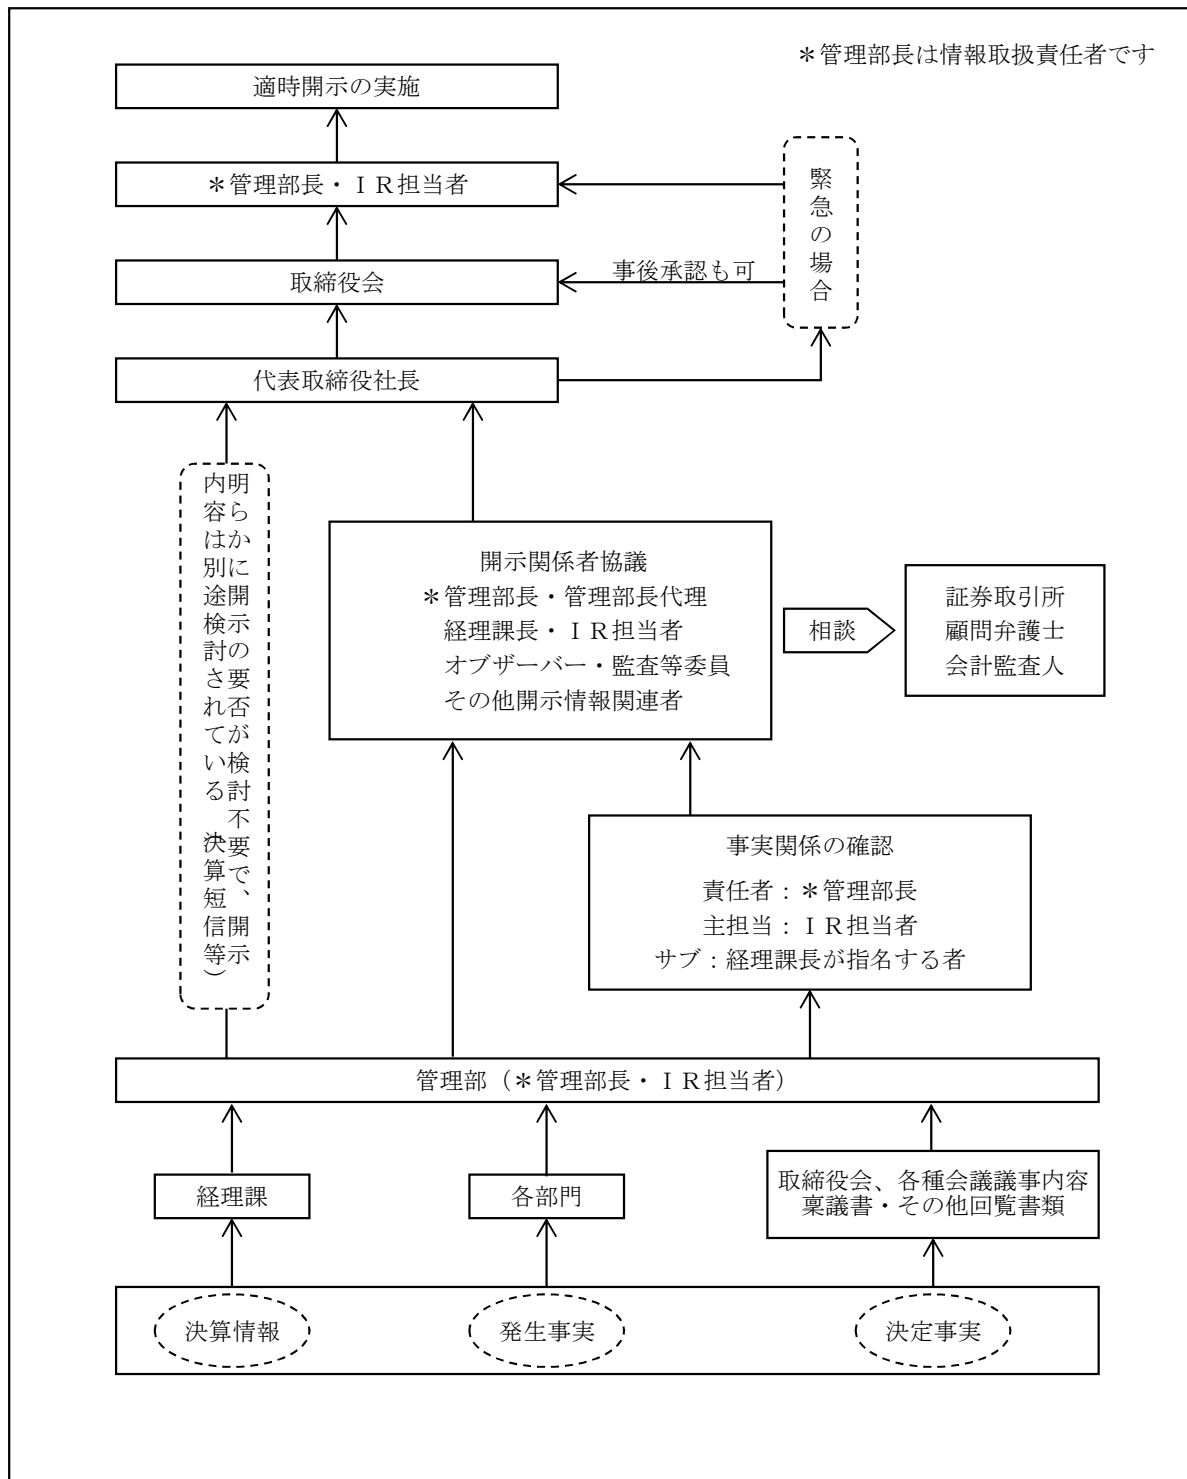 ＊管理部長は情報取扱責任者です
適時開示の実施
＊管理部長・ＩＲ担当者
緊急の場合
取締役会
事後承認も可
代表取締役社長
明らかに開示の要否が検討不要で、開示
内容は別途検討されている（決算短信等）
開示関係者協議
＊管理部長・管理部長代理
経理課長・ＩＲ担当者
オブザーバー・監査等委員
その他開示情報関連者
相談
証券取引所
顧問弁護士
会計監査人
事実関係の確認
責任者：＊管理部長
主担当：ＩＲ担当者
サブ：経理課長が指名する者
管理部（＊管理部長・ＩＲ担当者）
経理課
各部門
取締役会、各種会議議事内容
稟議書・その他回覧書類
決算情報
発生事実
決定事実